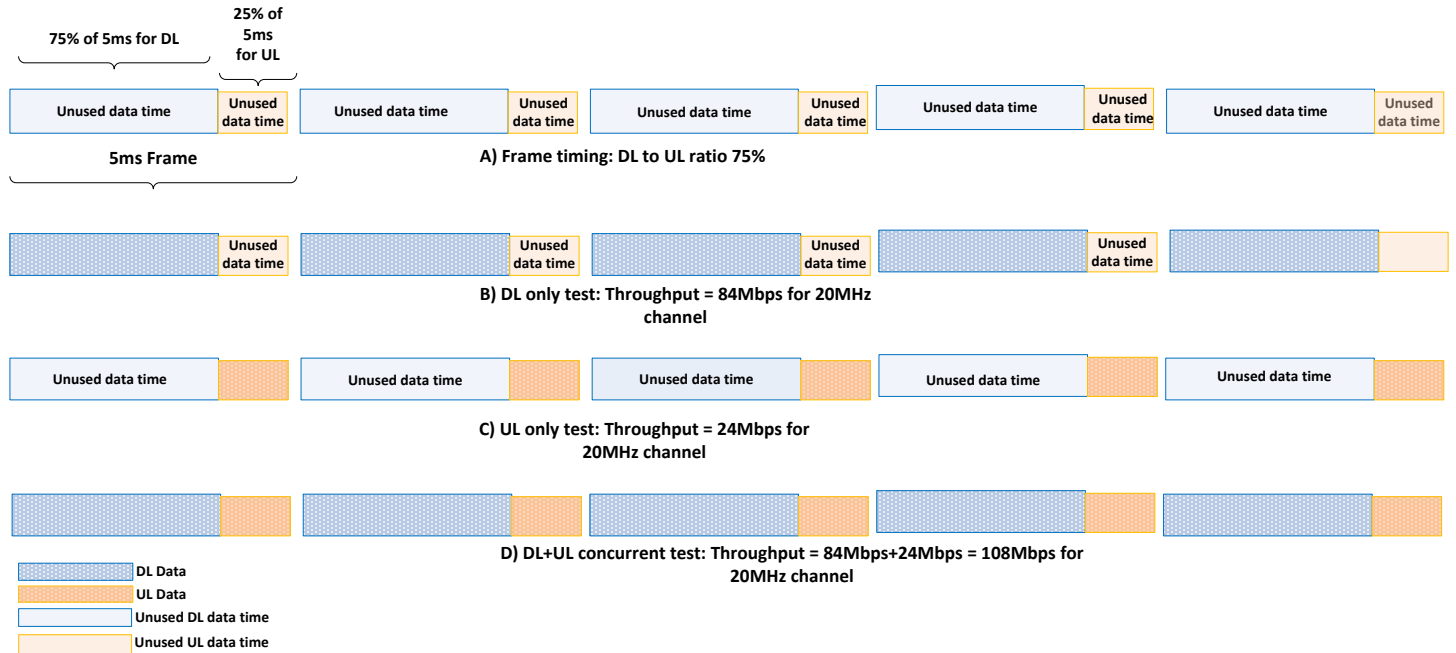 25% of
5ms
for UL
75% of 5ms for DL
Unused data time
Unused
data time
Unused data time
Unused
data time
Unused data time
Unused
data time
Unused data time
Unused
data time
Unused data time
Unused
data time
5ms Frame
A) Frame timing: DL to UL ratio 75%
Unused
data time
Unused
data time
Unused
data time
Unused
data time
B) DL only test: Throughput = 84Mbps for 20MHz
channel
Unused data time
Unused data time
Unused data time
Unused data time
Unused data time
C) UL only test: Throughput = 24Mbps for
20MHz channel
D) DL+UL concurrent test: Throughput = 84Mbps+24Mbps = 108Mbps for
20MHz channel
DL Data
UL Data
Unused DL data time
Unused UL data time